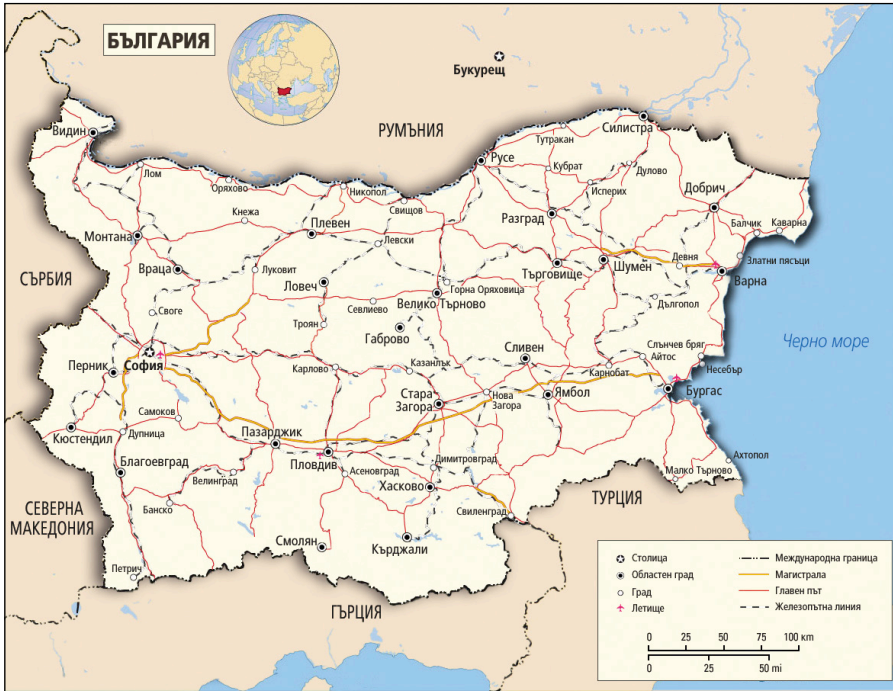 БЪЛГАРИЯ
Букурещ
РУМЪНИЯ
Силистра
Видин
Тутракан
Русе
Кубрат
Дулово
Лом
Оряхово
Никопол
Исперих
Добрич
Свищов
Кнежа
Разград
Балчик
Каварна
Монтана
Плевен
Левски
Девня
Златни пясъци
Враца
Луковит
Търговище
Шумен
Варна
СЪРБИЯ
Ловеч
Горна Оряховица
Велико Търново
Севлиево
Дългопол
Своге
Троян
Габрово
Слънчев бряг
Черно море
София
Сливен
Айтос
Перник
Карлово
Казанлък
Карнобат
Несебър
Стара
Загора
Нова
Загора
Ямбол
Бургас
Самоков
Кюстендил
Дупница
Пазарджик
Пловдив
Благоевград
Велинград
Асеновград
Димитровград
Ахтопол
Малко Търново
Хасково
СЕВЕРНА
МАКЕДОНИЯ
Банско
Свиленград
ТУРЦИЯ
Смолян
Кърджали
Петрич
ГЪРЦИЯ
Столица
Областен град
Град
Летище
Международна граница
Магистрала
Главен път
Железопътна линия
0 25 50 75 100 km
0 25 50 mi